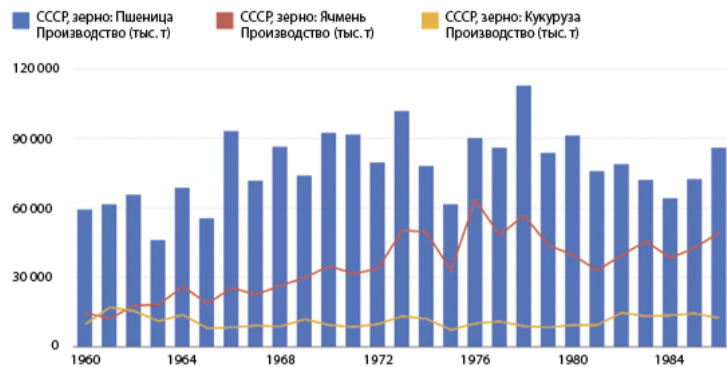 СССР, зерно: Пшеница
Производство (тыс. т)
СССР, зерно: Ячмень
Производство (тыс. т)
СССР, зерно: Кукуруза
Производство (тыс. т)
120 000
90 000
60 000
30 000
0
1960 1964 1968 1972 1976 1980 1984